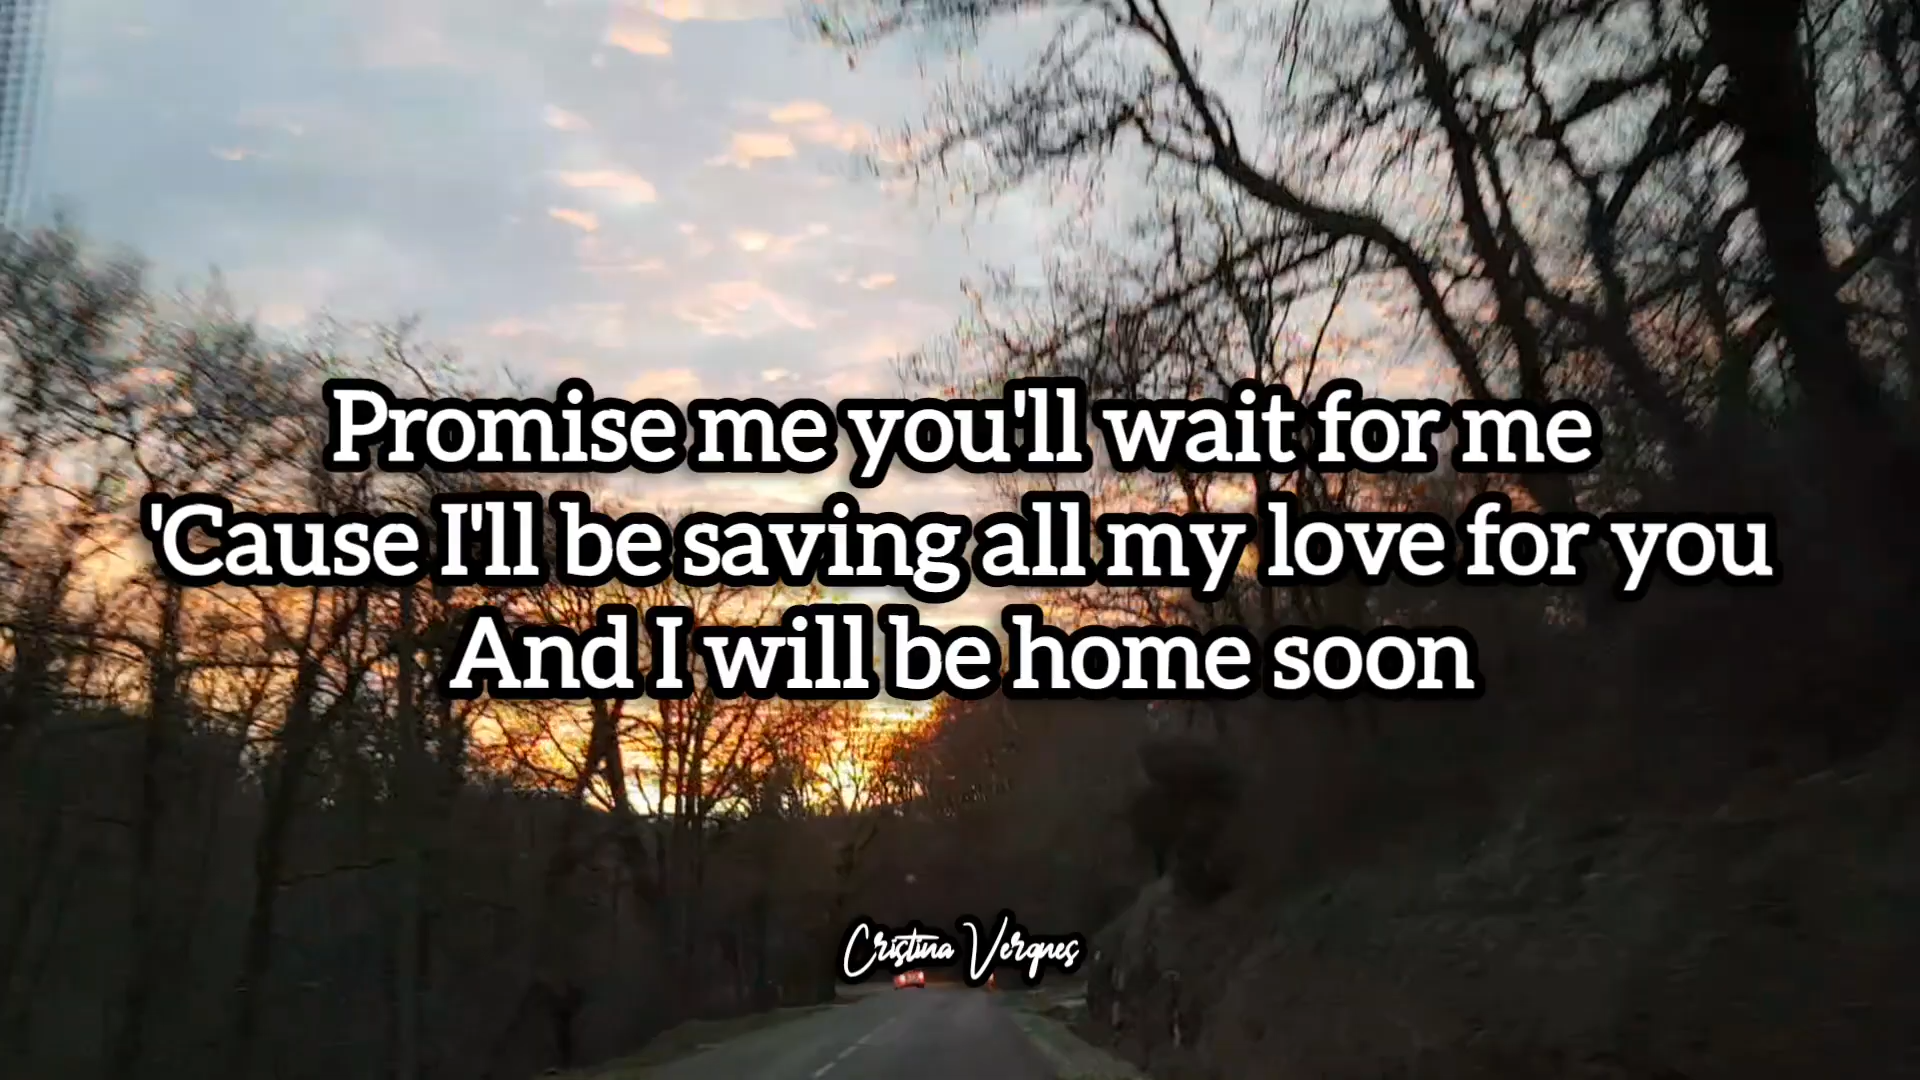 Promise me you'll wait for me
'Cause I'll be saving all my love for you
And I will be home soon
Cristina Vergnes